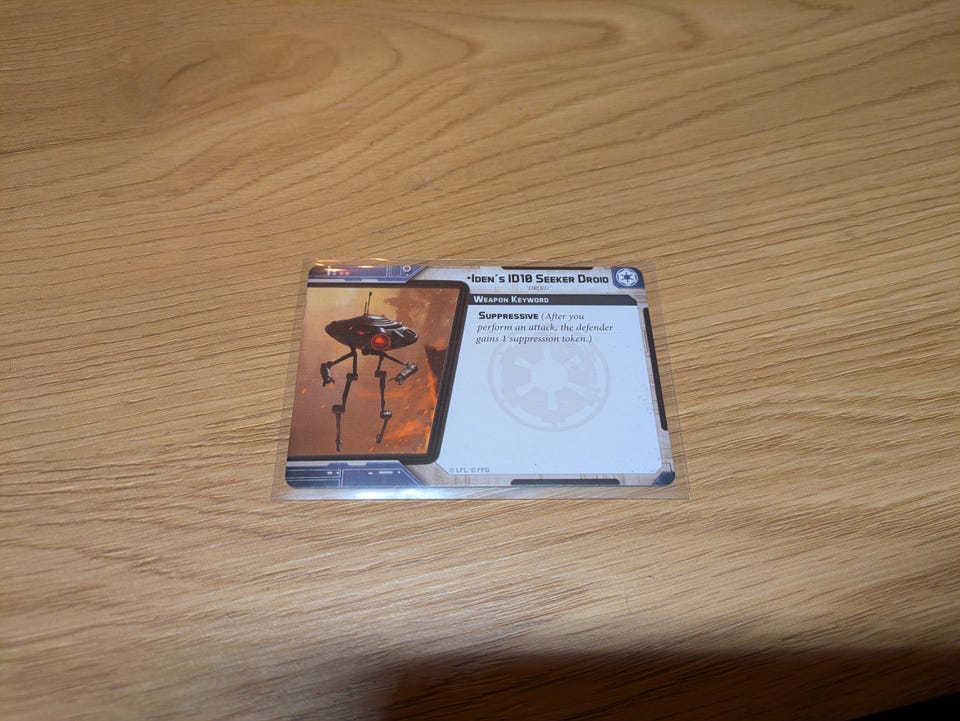 •Iden's ID10 Seeker Droid
"DROID"
Weapon Keyword
Suppressive (After you
perform an attack, the defender
gains 1 suppression token.)
© LFL © FFG